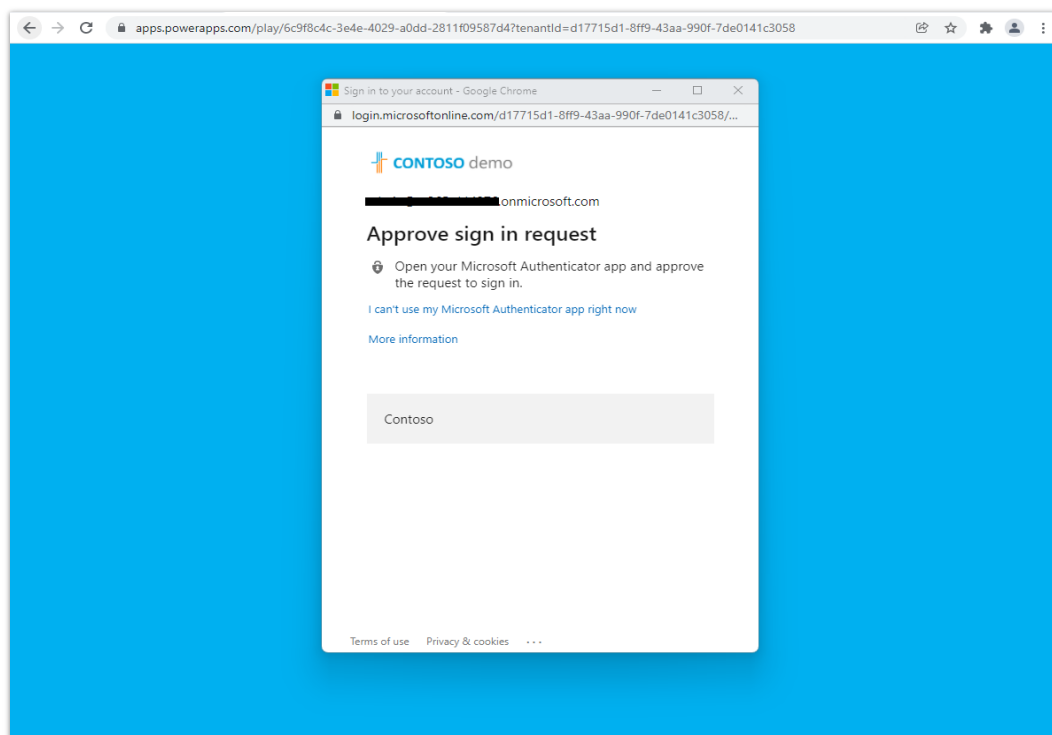 apps.powerapps.com/play/6c9f8c4c-3e4e-4029-a0dd-2811f09587d4?tenantId=d17715d1-8ff9-43aa-990f-7de0141c3058
Sign in to your account - Google Chrome
login.microsoftonline.com/d17715d1-8ff9-43aa-990f-7de0141c3058/...
CONTOSO demo
.onmicrosoft.com
Approve sign in request
Open your Microsoft Authenticator app and approve
the request to sign in.
I can't use my Microsoft Authenticator app right now
More information
Contoso
Terms of use Privacy & cookies ...